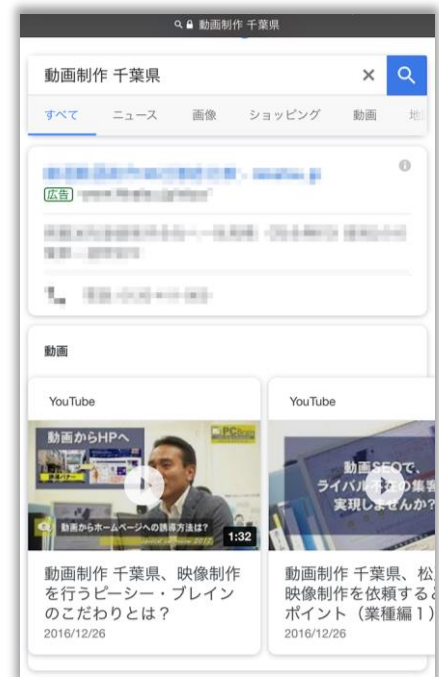 動画制作 千葉県
動画制作 千葉県
すべて ニュース 画像 ショッピング 動画
広告
動画
YouTube
動画からHPへ
PCBrain
動画からホームページへの誘導方法は?
1:32
動画制作 千葉県、映像制作
を行うピーシー・ブレイン
のこだわりとは?
2016/12/26
YouTube
動画SEOで、
ライバル不在の集客
実現しませんか?
動画制作 千葉県、松
映像制作を依頼すると
ポイント(業種編1)
2016/12/26